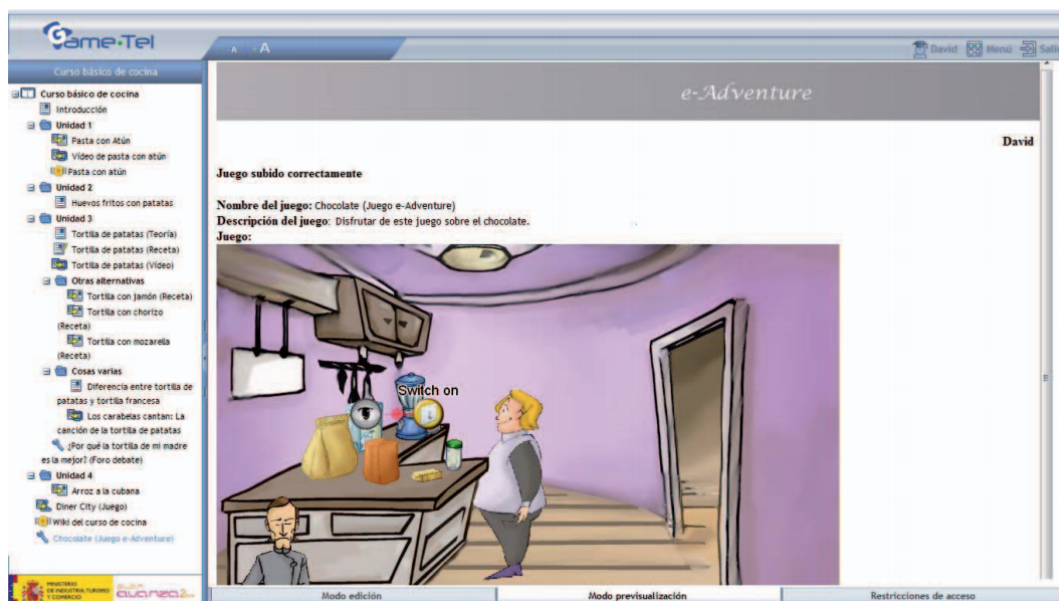 Game·Tel
A A
David Menú Salir
Curso básico de cocina
Curso básico de cocina
Introducción
Unidad 1
Pasta con Atún
Vídeo de pasta con atún
Pasta con atún
Unidad 2
Huevos fritos con patatas
Unidad 3
Tortilla de patatas (Teoría)
Tortilla de patatas (Receta)
Tortilla de patatas (Vídeo)
Otras alternativas
Tortilla con jamón (Receta)
Tortilla con chorizo
(Receta)
Tortilla con mozarella
(Receta)
Cosas varias
Diferencia entre tortilla de
patatas y tortilla francesa
Los carabelas cantan: La
canción de la tortilla de patatas
¿Por qué la tortilla de mi madre
es la mejor? (Foro debate)
Unidad 4
Arroz a la cubana
Diner City (Juego)
Wiki del curso de cocina
Chocolate (Juego e-Adventure)
MINISTERIO
DE INDUSTRIA, TURISMO
Y COMERCIO
avanza2
e-Adventure
David
Juego subido correctamente
Nombre del juego: Chocolate (Juego e-Adventure)
Descripción del juego: Disfrutar de este juego sobre el chocolate.
Juego:
Switch on
Modo edición
Modo previsualización
Restricciones de acceso